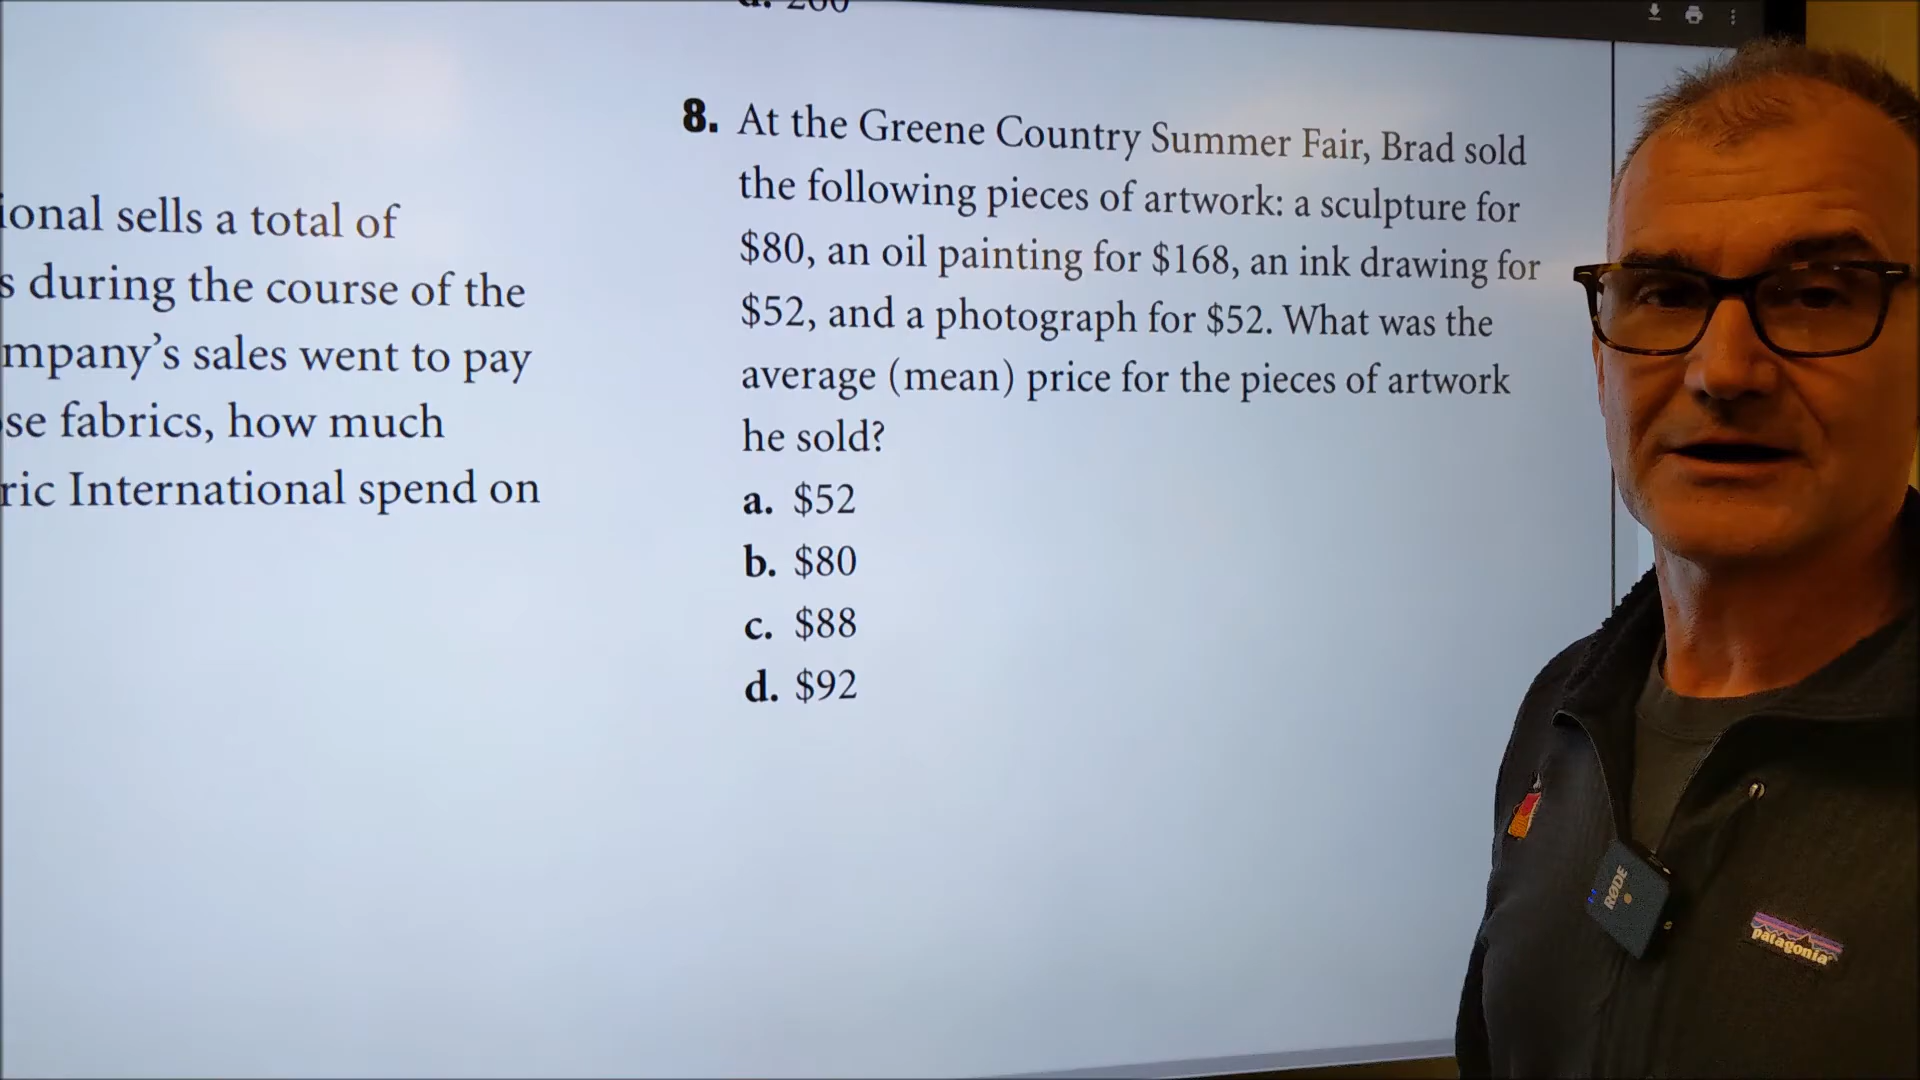 d. 200
ional sells a total of
s during the course of the
mpany's sales went to pay
se fabrics, how much
ric International spend on
8. At the Greene Country Summer Fair, Brad sold
the following pieces of artwork: a sculpture for
$80, an oil painting for $168, an ink drawing for
$52, and a photograph for $52. What was the
average (mean) price for the pieces of artwork
he sold?
a. $52
b. $80
c. $88
d. $92
RØDE
patagonia